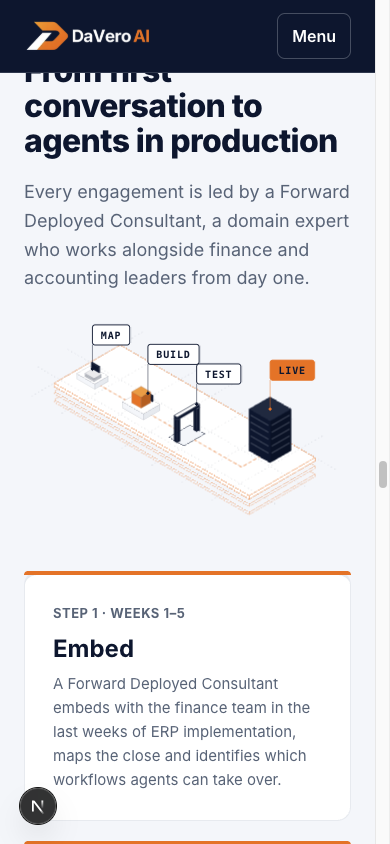 DaVero AI
Menu
From first
conversation to
agents in production
Every engagement is led by a Forward
Deployed Consultant, a domain expert
who works alongside finance and
accounting leaders from day one.
MAP
BUILD
TEST
LIVE
STEP 1 · WEEKS 1–5
Embed
A Forward Deployed Consultant
embeds with the finance team in the
last weeks of ERP implementation,
maps the close and identifies which
workflows agents can take over.
N